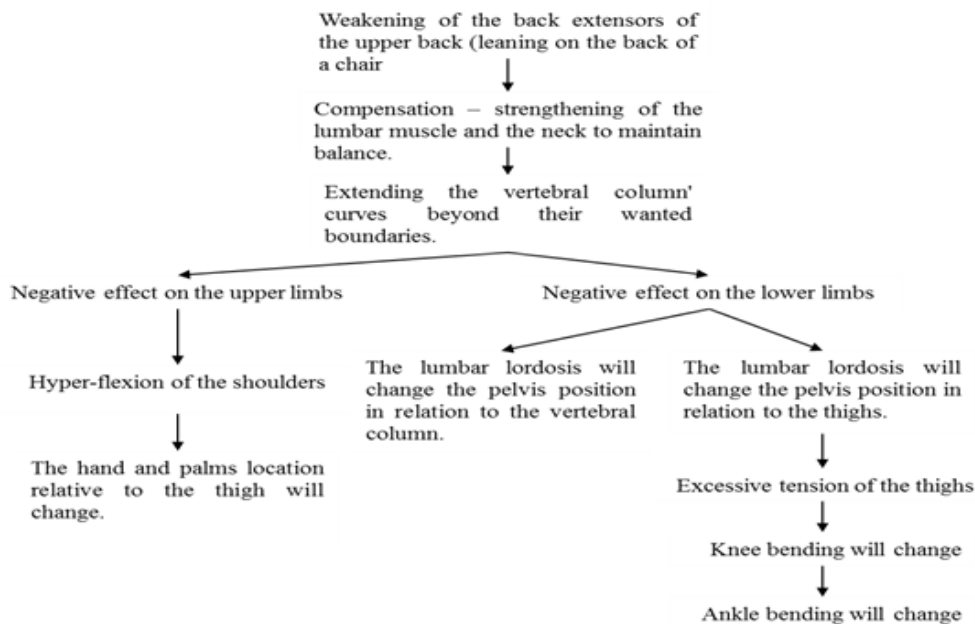 Weakening of the back extensors of
the upper back (leaning on the back of
a chair
Compensation – strengthening of the
lumbar muscle and the neck to maintain
balance.
Extending the vertebral column'
curves beyond their wanted
boundaries.
Negative effect on the upper limbs
Negative effect on the lower limbs
Hyper-flexion of the shoulders
The hand and palms location
relative to the thigh will
change.
The lumbar lordosis will
change the pelvis position
in relation to the vertebral
column.
The lumbar lordosis will
change the pelvis position in
relation to the thighs.
Excessive tension of the thighs
Knee bending will change
Ankle bending will change